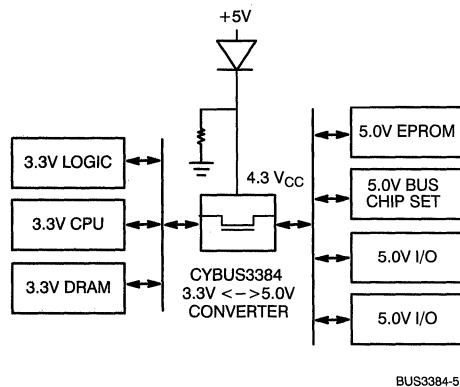 +5V
4.3 VCC
3.3V LOGIC
3.3V CPU
3.3V DRAM
CYBUS3384
3.3V <->5.0V
CONVERTER
5.0V EPROM
5.0V BUS
CHIP SET
5.0V I/O
5.0V I/O
BUS3384-5